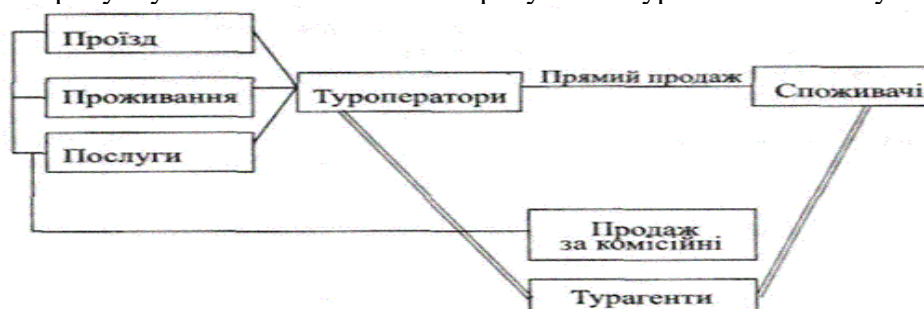 Проїзд
Проживання
Послуги
Туроператори
Прямий продаж
Споживачі
Продаж
за комісійні
Турагенти